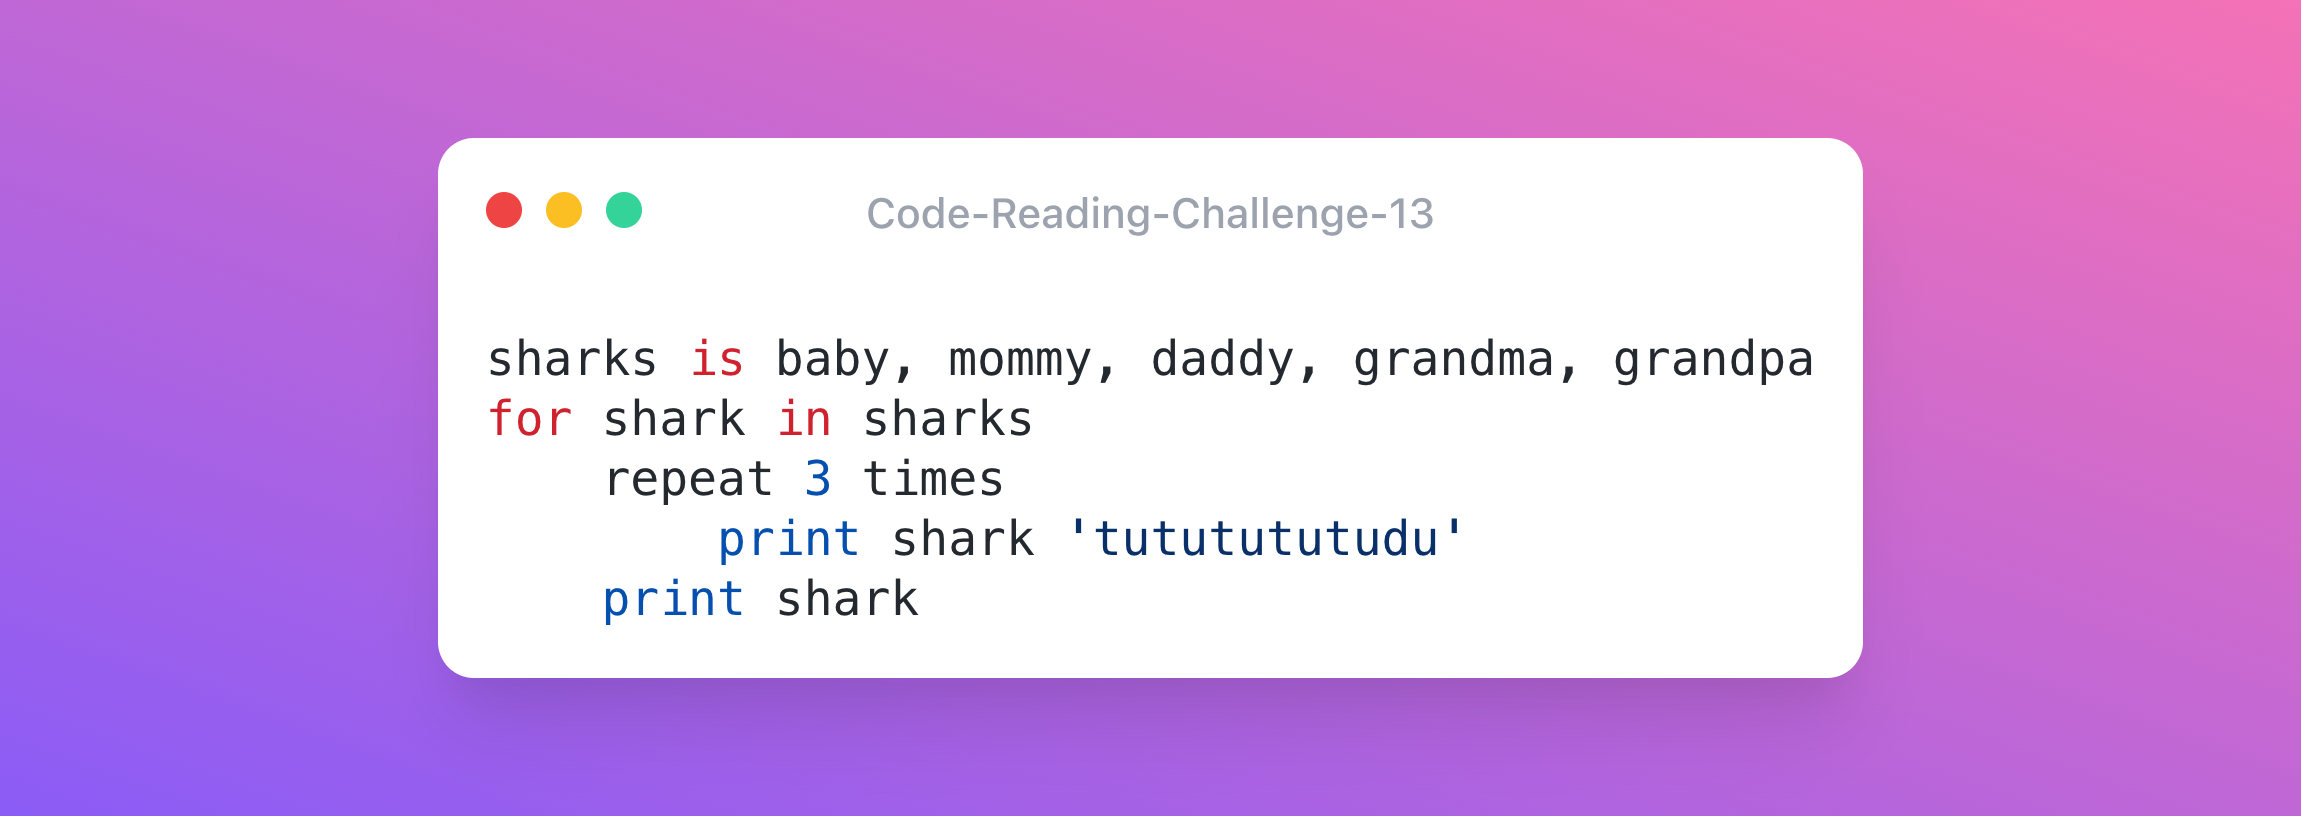 Code-Reading-Challenge-13
sharks is baby, mommy, daddy, grandma, grandpa
for shark in sharks
    repeat 3 times
        print shark 'tutututututudu'
    print shark